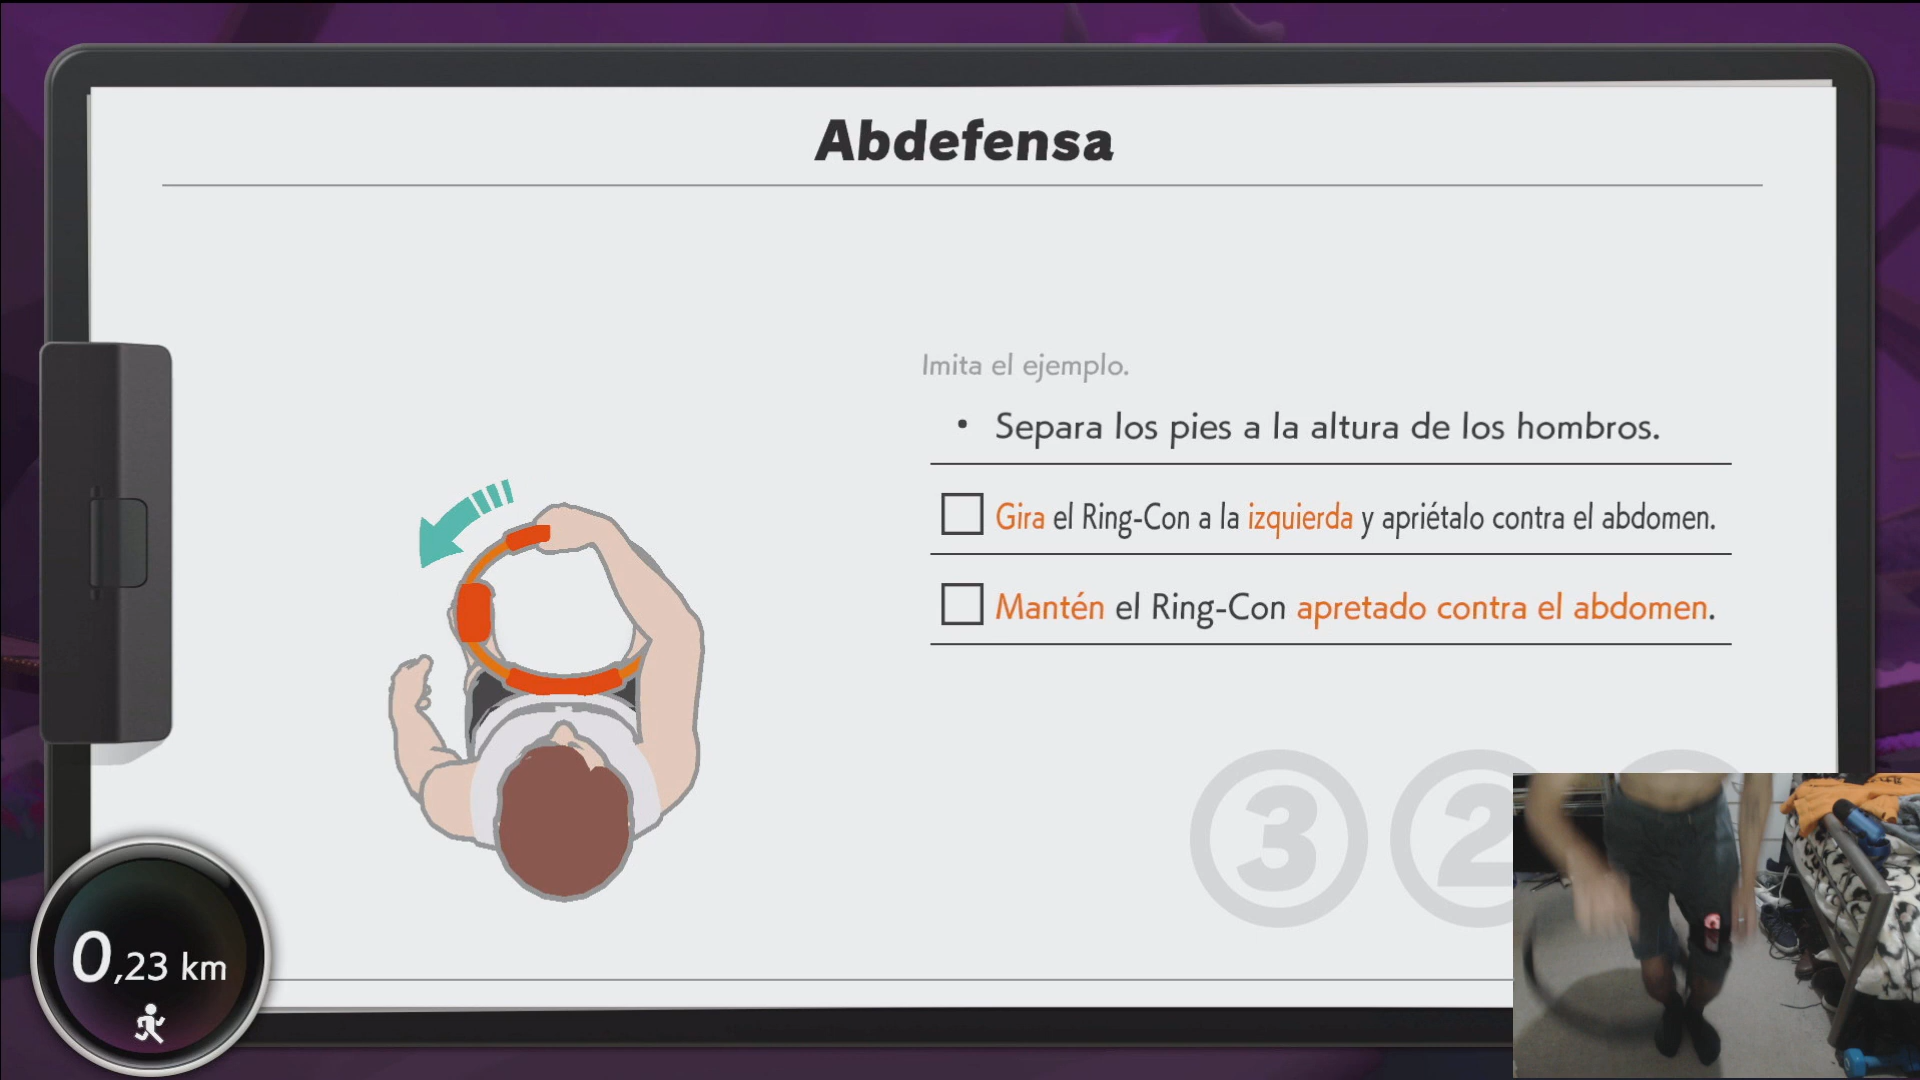 Abdefensa
Imita el ejemplo.
• Separa los pies a la altura de los hombros.
Gira el Ring-Con a la izquierda y apriétalo contra el abdomen.
Mantén el Ring-Con apretado contra el abdomen.
3 2
0,23 km